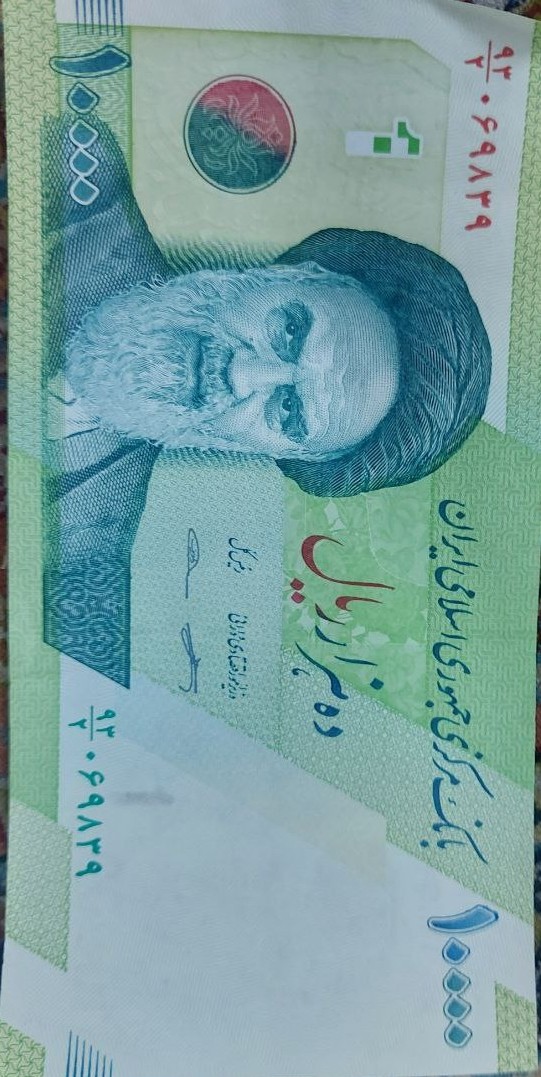 ۹۳/۲ ۰۶۹۸۳۹
بانک مرکزی جمهوری اسلامی ایران
۱۰۰۰۰
1
ده هزار ریال
وزیر امور اقتصادی و دارائی
رئیس کل
۱۰۰۰۰
۹۳/۲ ۰۶۹۸۳۹